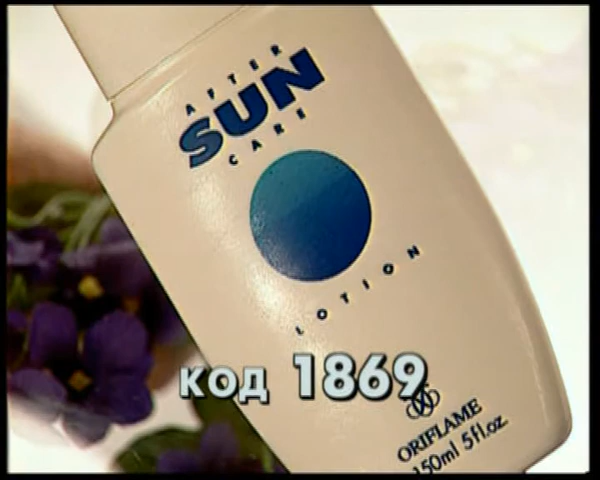 AFTER
SUN
CARE
LOTION
код 1869
ORIFLAME
150ml 5fl.oz.